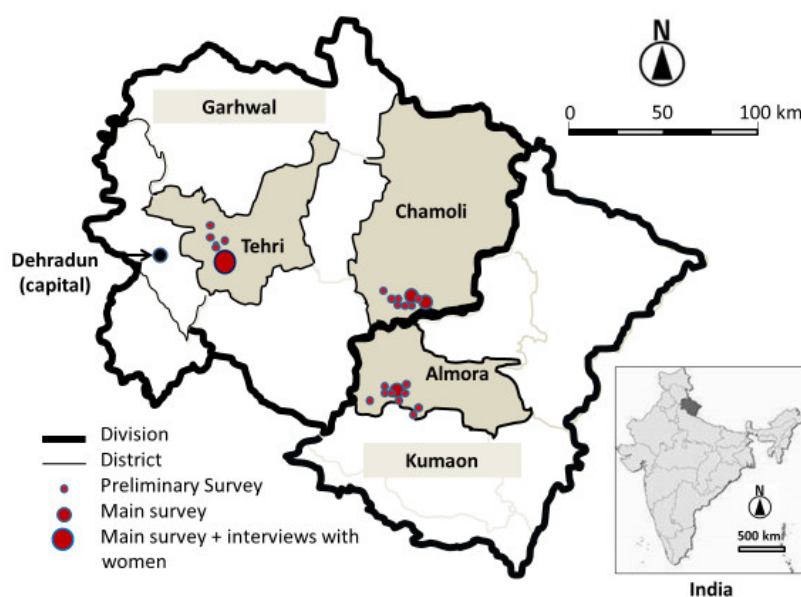 N
0 50 100 km
Garhwal
Chamoli
Tehri
Dehradun
(capital)
Almora
Kumaon
Division
District
Preliminary Survey
Main survey
Main survey + interviews with
women
N
500 km
India